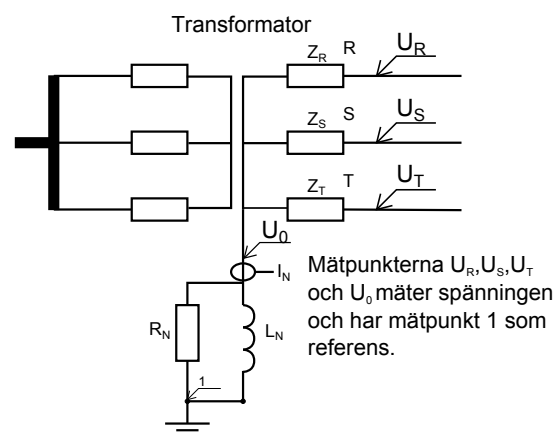 Transformator
Z_R R U_R
Z_S S U_S
Z_T T U_T
U_0
I_N
Mätpunkterna U_R,U_S,U_T
och U_0 mäter spänningen
och har mätpunkt 1 som
referens.
R_N L_N
1